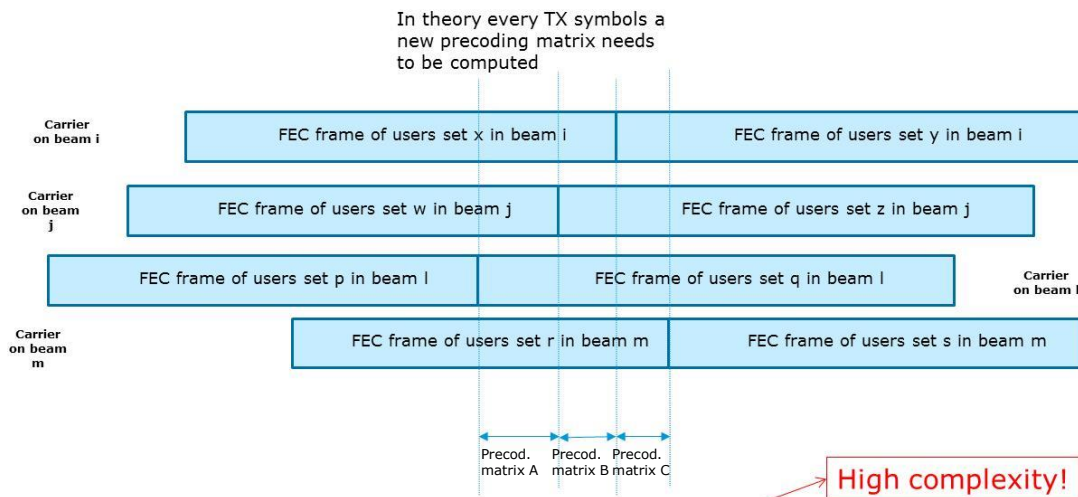 In theory every TX symbols a
new precoding matrix needs
to be computed
Carrier
on beam i
FEC frame of users set x in beam i
FEC frame of users set y in beam i
Carrier
on beam
j
FEC frame of users set w in beam j
FEC frame of users set z in beam j
FEC frame of users set p in beam l
FEC frame of users set q in beam l
Carrier
on beam l
Carrier
on beam
m
FEC frame of users set r in beam m
FEC frame of users set s in beam m
Precod.
matrix A
Precod.
matrix B
Precod.
matrix C
High complexity!